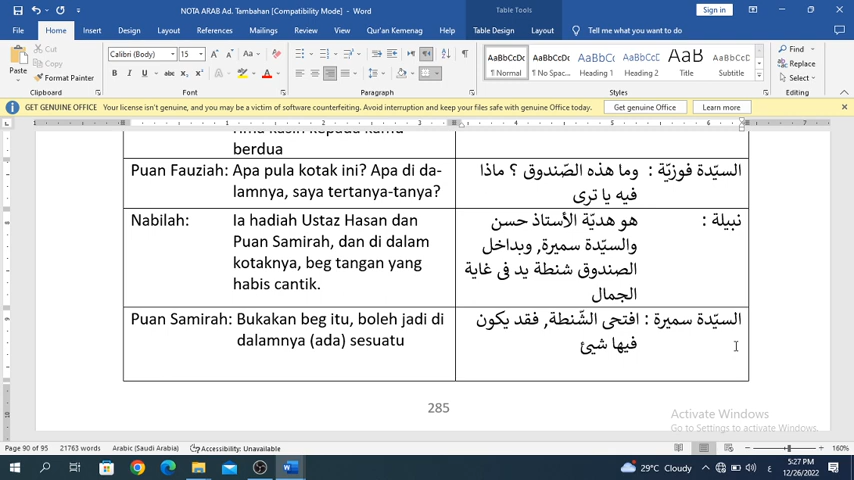 NOTA ARAB Ad. Tambahan [Compatibility Mode] - Word
Table Tools
Sign in
File Home Insert Draw Design Layout References Mailings Review View Help Qur'an Kemenag Table Design Layout Tell me what you want to do
Cut
Copy
Format Painter
Paste
Clipboard
Calibri (Body) 15
Font
Paragraph
AaBbCcDc AaBbCcDc AaBbC AaBbCcC AaB AaBbCcD
¶ Normal ¶ No Spac... Heading 1 Heading 2 Title Subtitle
Styles
Find
Replace
Select
Editing
GET GENUINE OFFICE Your license isn't genuine, and you may be a victim of software counterfeiting. Avoid interruption and keep your files safe with genuine Office today. Get genuine Office Learn more
berdua
Puan Fauziah: Apa pula kotak ini? Apa di da-
lamnya, saya tertanya-tanya?
السيّدة فوزيّة : وما هذه الصّندوق ؟ ماذا
فيه يا ترى
Nabilah: Ia hadiah Ustaz Hasan dan
Puan Samirah, dan di dalam
kotaknya, beg tangan yang
habis cantik.
نبيلة : هو هديّة الأستاذ حسن
والسيّدة سميرة, وبداخل
الصندوق شنطة يد فى غاية
الجمال
Puan Samirah: Bukakan beg itu, boleh jadi di
dalamnya (ada) sesuatu
السيّدة سميرة : افتحى الشّنطة, فقد يكون
فيها شيئ
285
Activate Windows
Go to Settings to activate Windows.
Page 90 of 95 21763 words Arabic (Saudi Arabia) Accessibility: Unavailable 160%
29°C Cloudy
5:27 PM
12/26/2022